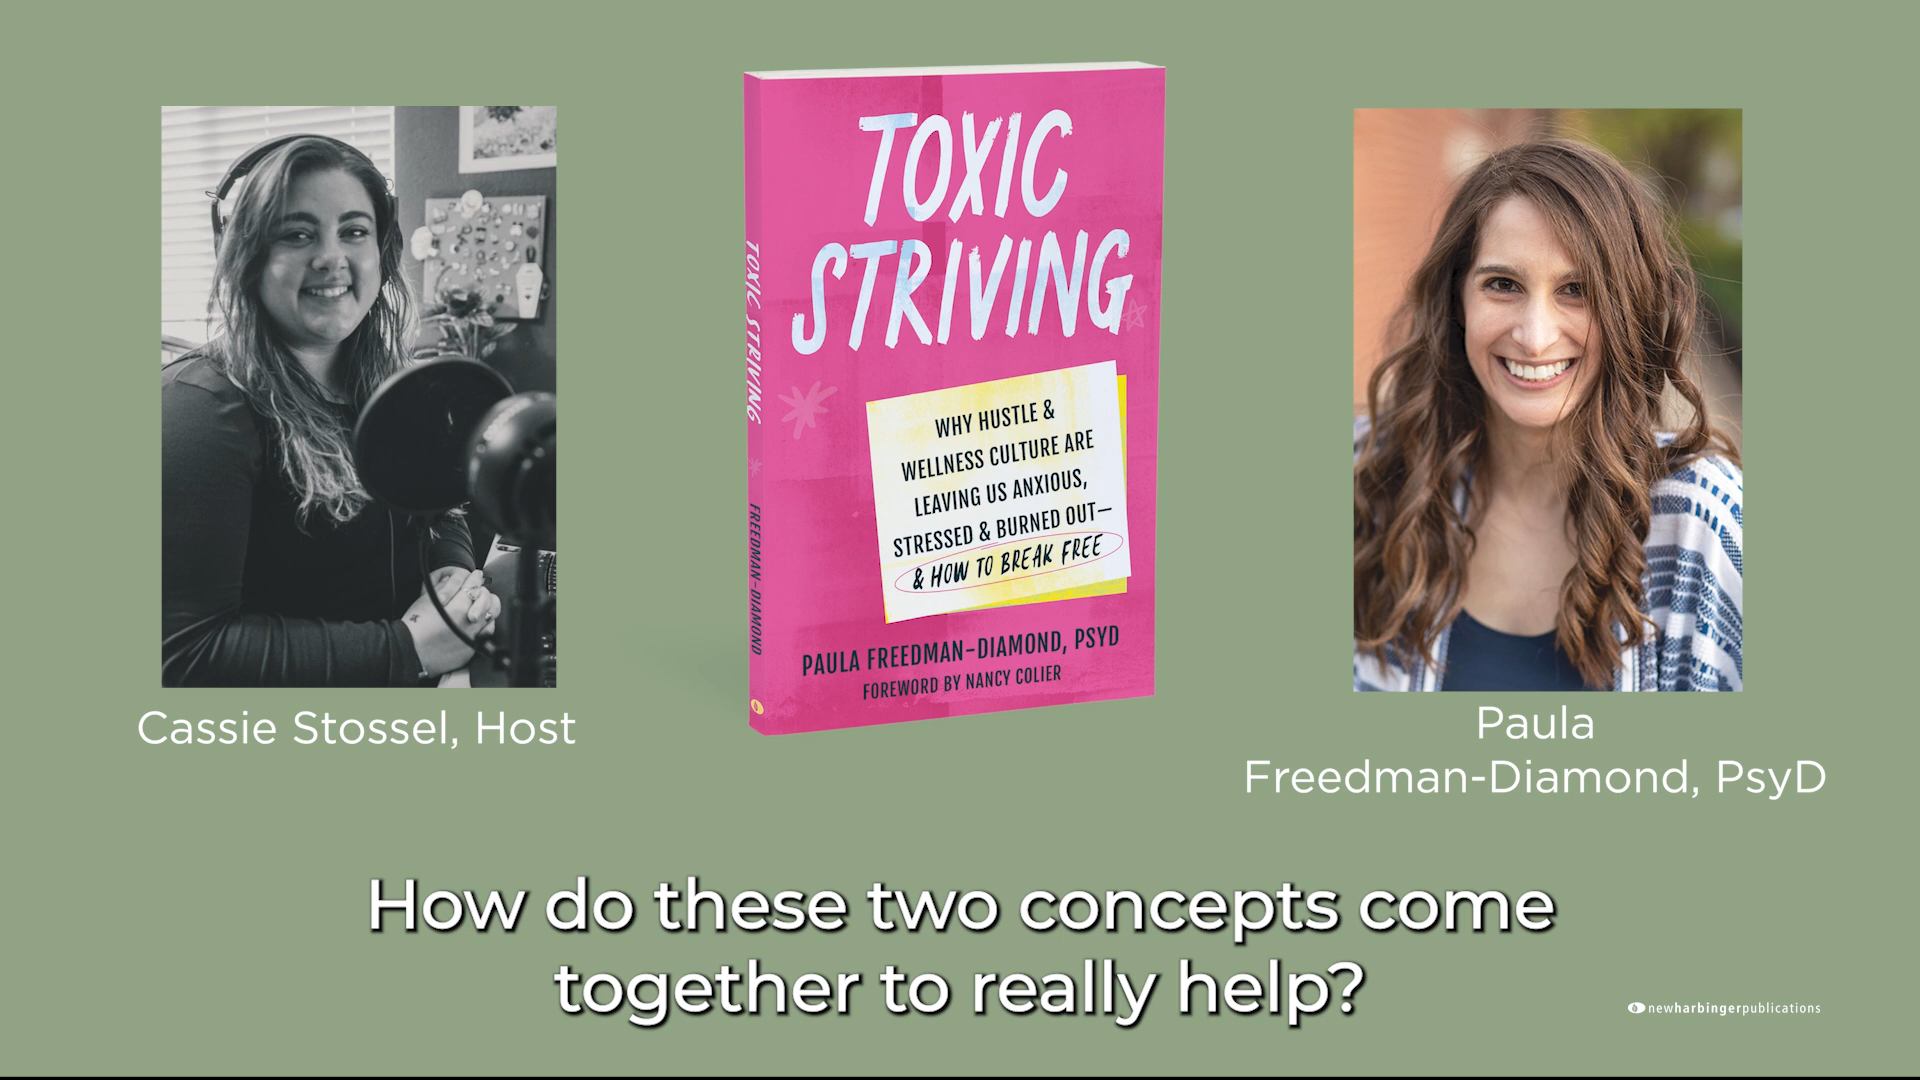 TOXIC
STRIVING
WHY HUSTLE &
WELLNESS CULTURE ARE
LEAVING US ANXIOUS,
STRESSED & BURNED OUT—
& HOW TO BREAK FREE
PAULA FREEDMAN-DIAMOND, PSYD
FOREWORD BY NANCY COLIER
TOXIC STRIVING
FREEDMAN-DIAMOND
Cassie Stossel, Host
Paula
Freedman-Diamond, PsyD
How do these two concepts come
together to really help?
newharbingerpublications